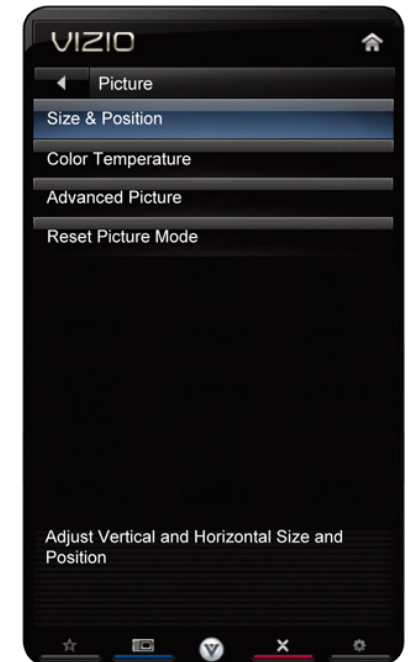 VIZIO
Picture
Size & Position
Color Temperature
Advanced Picture
Reset Picture Mode
Adjust Vertical and Horizontal Size and
Position
V